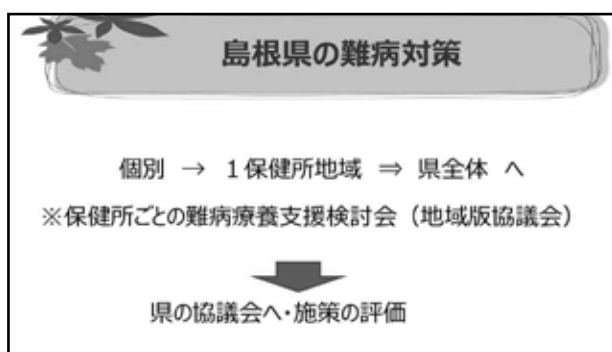 島根県の難病対策
個別 → 1保健所地域 ⇒ 県全体 へ
※保健所ごとの難病療養支援検討会（地域版協議会）
県の協議会へ・施策の評価